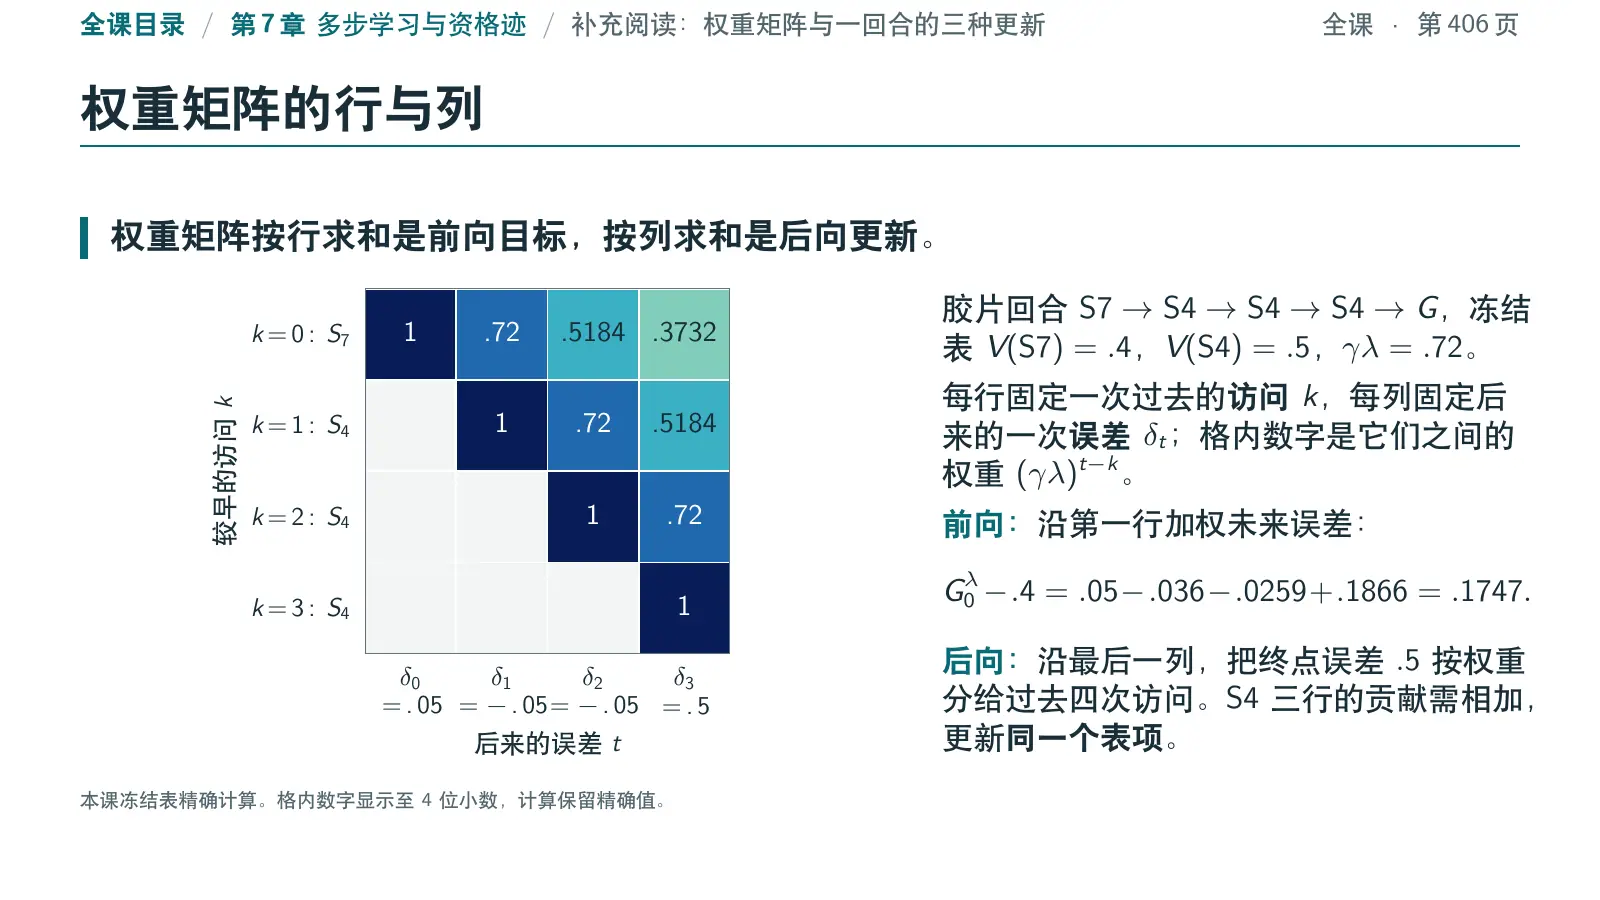 全课目录 / 第 7 章 多步学习与资格迹 / 补充阅读：权重矩阵与一回合的三种更新 全课 · 第 406 页
权重矩阵的行与列
权重矩阵按行求和是前向目标，按列求和是后向更新。
较早的访问 k
k=0: S₇ 1 .72 .5184 .3732
k=1: S₄ 1 .72 .5184
k=2: S₄ 1 .72
k=3: S₄ 1
δ₀ δ₁ δ₂ δ₃
=.05 =−.05 =−.05 =.5
后来的误差 t
胶片回合 S7 → S4 → S4 → S4 → G，冻结
表 V(S7) = .4，V(S4) = .5，γλ = .72。
每行固定一次过去的访问 k，每列固定后
来的一次误差 δₜ；格内数字是它们之间的
权重 (γλ)ᵗ⁻ᵏ。
前向：沿第一行加权未来误差：
G₀^λ −.4 = .05−.036−.0259+.1866 = .1747.
后向：沿最后一列，把终点误差 .5 按权重
分给过去四次访问。S4 三行的贡献需相加，
更新同一个表项。
本课冻结表精确计算。格内数字显示至 4 位小数，计算保留精确值。